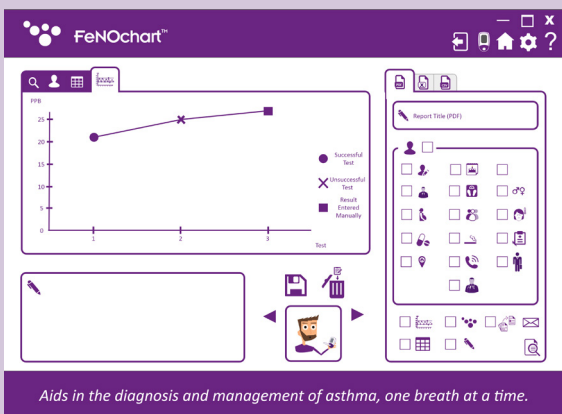 FeNOchart™
?
PPB
25
20
15
10
5
0
1
2
3
Test
Successful
Test
Unsuccessful
Test
Result
Entered
Manually
Report Title (PDF)
Aids in the diagnosis and management of asthma, one breath at a time.